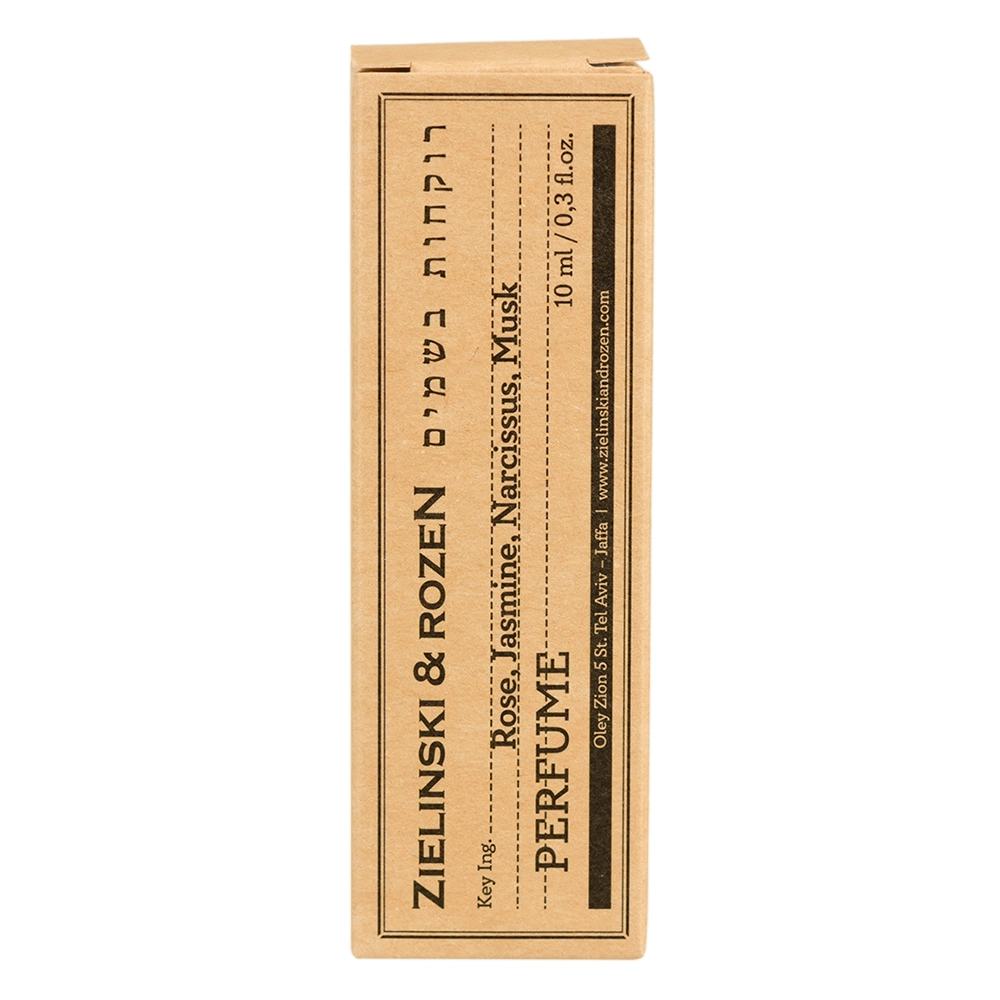 ZIELINSKI & ROZEN רוקחות בשמים
Key Ing.
Rose, Jasmine, Narcissus, Musk
PERFUME
10 ml / 0,3 fl.oz.
Oley Zion 5 St. Tel Aviv – Jaffa | www.zielinskiandrozen.com